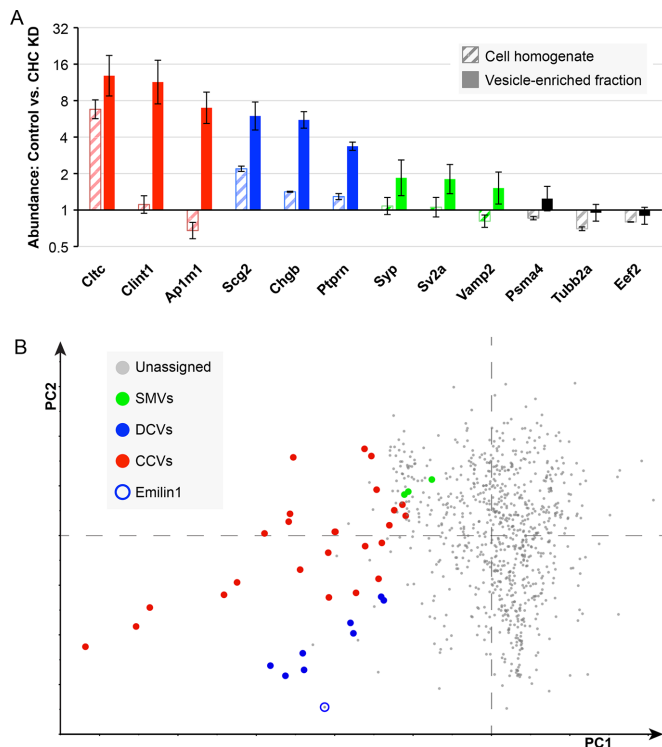 A
Abundance: Control vs. CHC KD
32
16
8
4
2
1
0.5
Cell homogenate
Vesicle-enriched fraction
Cltc
Clint1
Ap1m1
Scg2
Chgb
Ptprn
Syp
Sv2a
Vamp2
Psma4
Tubb2a
Eef2
B
PC2
Unassigned
SMVs
DCVs
CCVs
Emilin1
PC1